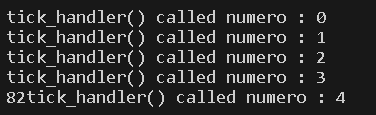 tick_handler() called numero : 0
tick_handler() called numero : 1
tick_handler() called numero : 2
tick_handler() called numero : 3
82tick_handler() called numero : 4